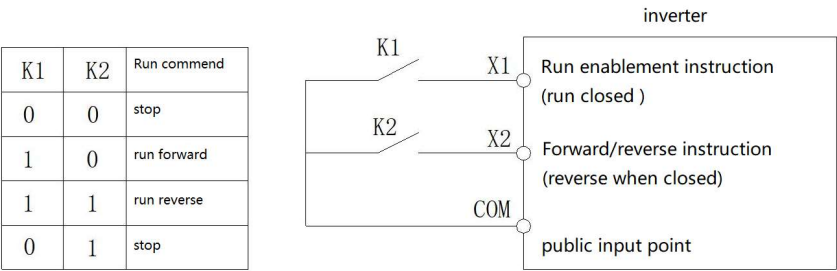 inverter
K1 K2 Run commend
0 0 stop
1 0 run forward
1 1 run reverse
0 1 stop
K1
X1
Run enablement instruction
(run closed )
K2
X2
Forward/reverse instruction
(reverse when closed)
COM
public input point